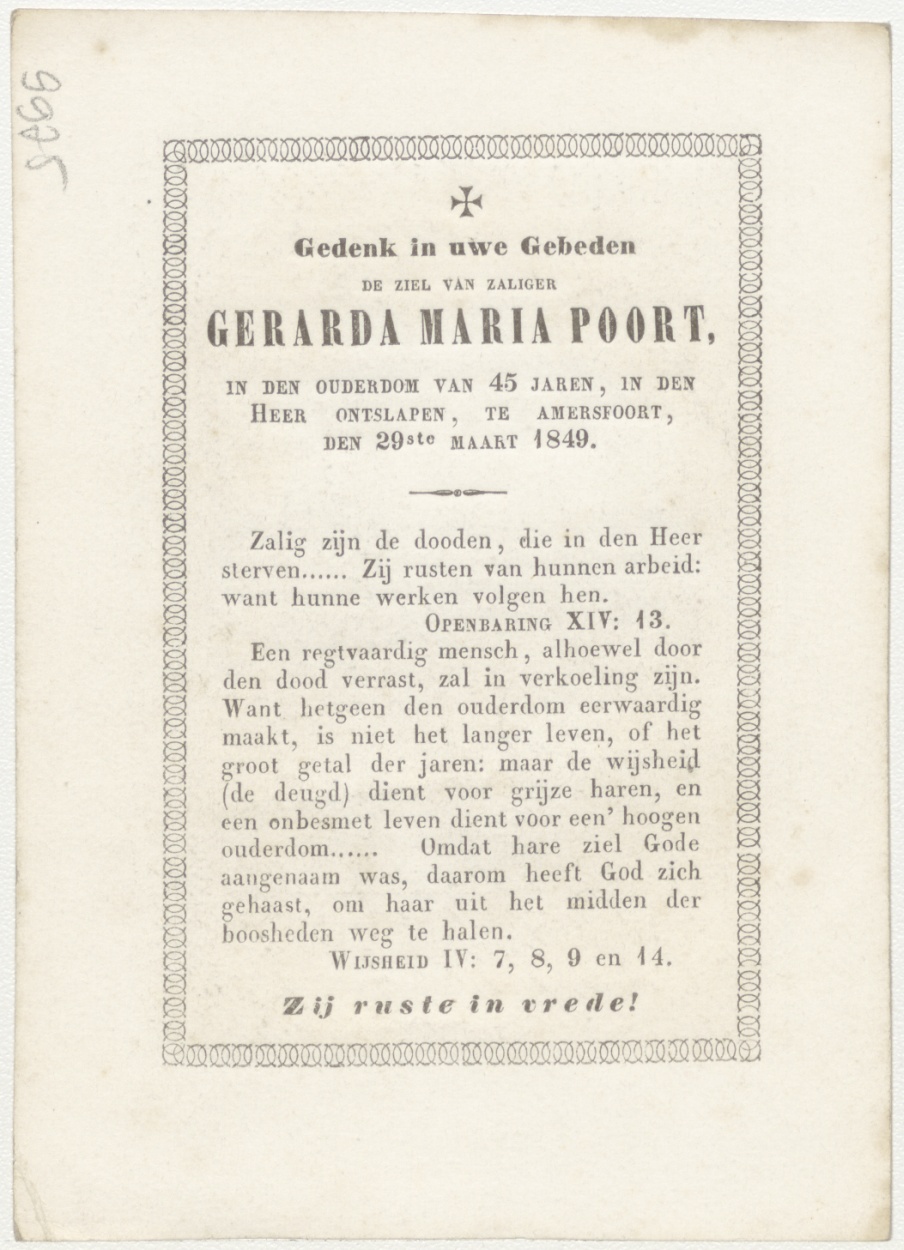 ✠
Gedenk in uwe Gebeden
DE ZIEL VAN ZALIGER
GERARDA MARIA POORT,
IN DEN OUDERDOM VAN 45 JAREN, IN DEN
HEER ONTSLAPEN, TE AMERSFOORT,
DEN 29ste MAART 1849.
Zalig zijn de dooden, die in den Heer
sterven...... Zij rusten van hunnen arbeid:
want hunne werken volgen hen.
OPENBARING XIV: 13.
Een regtvaardig mensch, alhoewel door
den dood verrast, zal in verkoeling zijn.
Want hetgeen den ouderdom eerwaardig
maakt, is niet het langer leven, of het
groot getal der jaren: maar de wijsheid
(de deugd) dient voor grijze haren, en
een onbesmet leven dient voor een' hoogen
ouderdom...... Omdat hare ziel Gode
aangenaam was, daarom heeft God zich
gehaast, om haar uit het midden der
boosheden weg te halen.
WIJSHEID IV: 7, 8, 9 en 14.
Zij ruste in vrede!